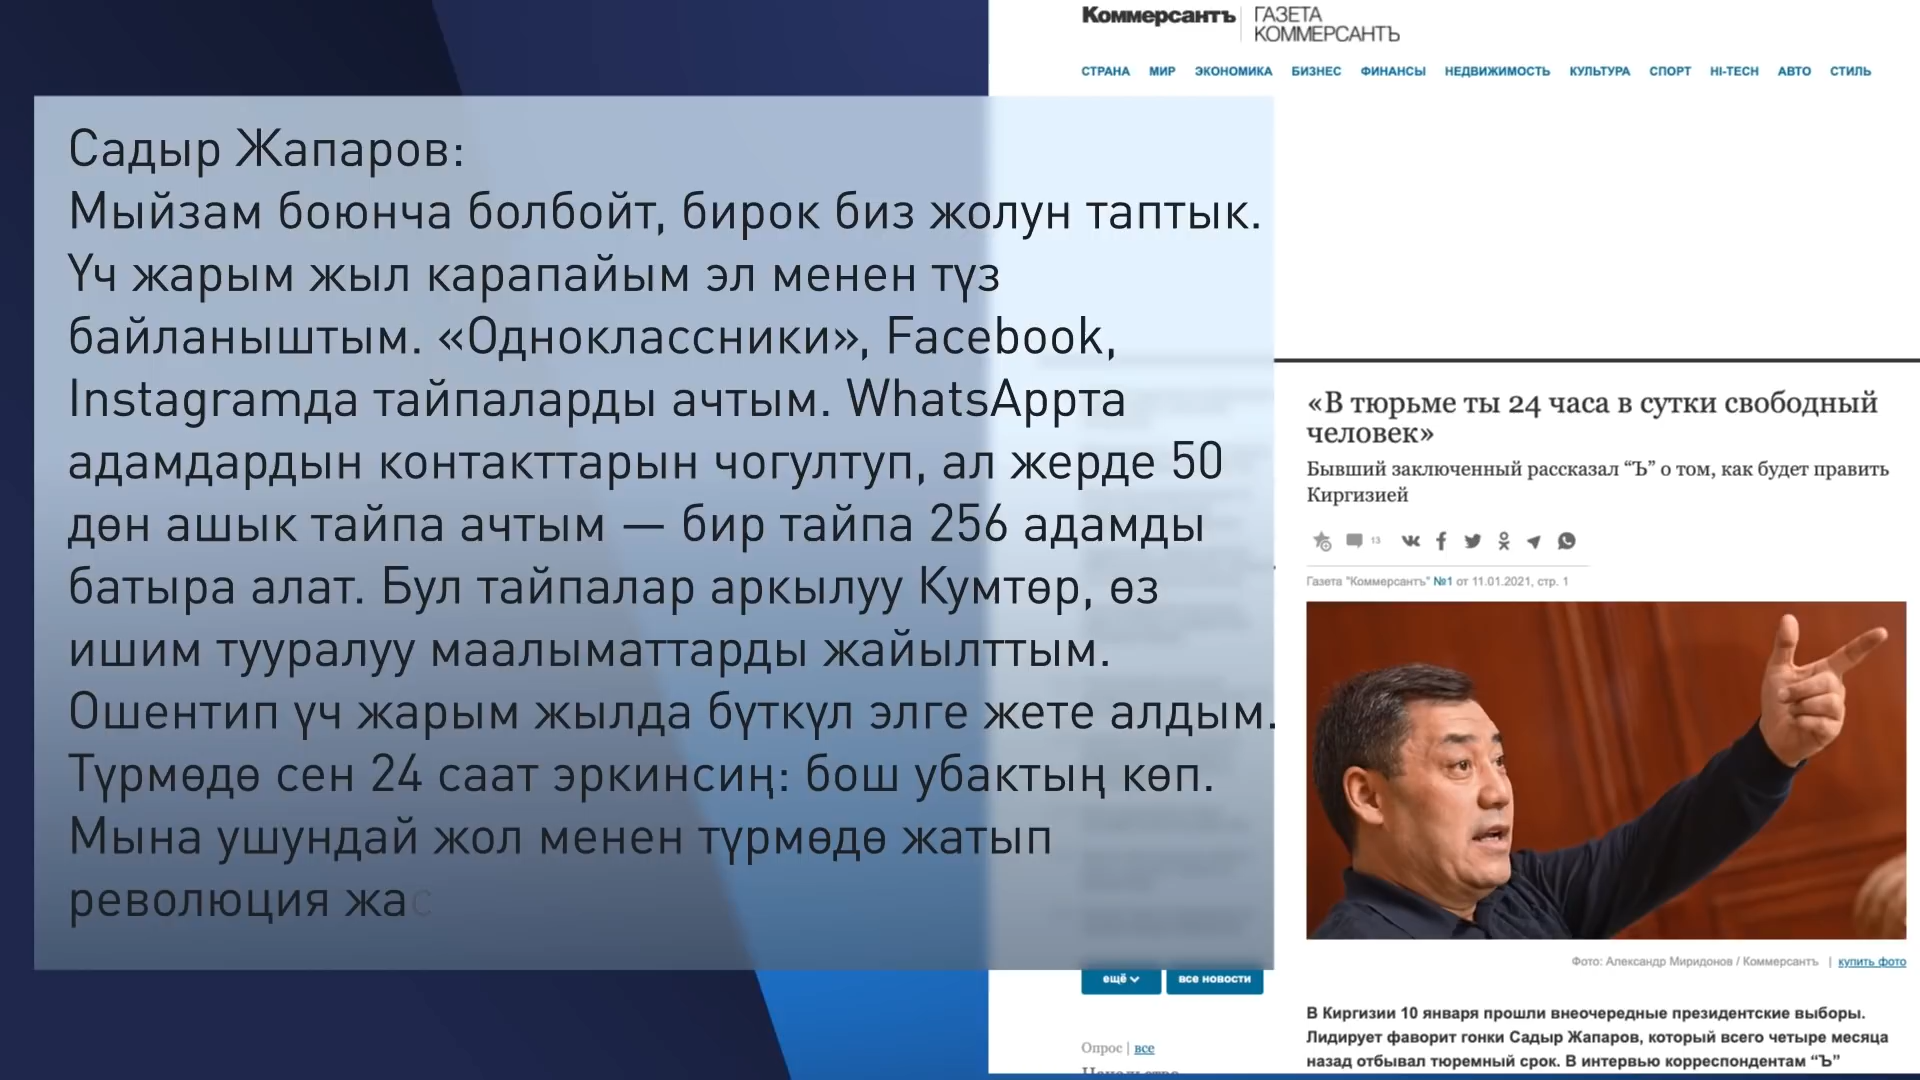 Коммерсантъ
ГАЗЕТА
КОММЕРСАНТЪ
СТРАНА МИР ЭКОНОМИКА БИЗНЕС ФИНАНСЫ НЕДВИЖИМОСТЬ КУЛЬТУРА СПОРТ HI-TECH АВТО СТИЛЬ
Садыр Жапаров:
Мыйзам боюнча болбойт, бирок биз жолун таптык.
Үч жарым жыл карапайым эл менен түз
байланыштым. «Одноклассники», Facebook,
Instagramда тайпаларды ачтым. WhatsAppта
адамдардын контакттарын чогултуп, ал жерде 50
дөн ашык тайпа ачтым — бир тайпа 256 адамды
батыра алат. Бул тайпалар аркылуу Кумтөр, өз
ишим тууралуу маалыматтарды жайылттым.
Ошентип үч жарым жылда бүткүл элге жете алдым.
Түрмөдө сен 24 саат эркинсиң: бош убактың көп.
Мына ушундай жол менен түрмөдө жатып
революция жас
«В тюрьме ты 24 часа в сутки свободный
человек»
Бывший заключенный рассказал “Ъ” о том, как будет править
Киргизией
13
Газета "Коммерсантъ" №1 от 11.01.2021, стр. 1
Фото: Александр Миридонов / Коммерсантъ | купить фото
ещё все новости
Опрос | все
В Киргизии 10 января прошли внеочередные президентские выборы.
Лидирует фаворит гонки Садыр Жапаров, который всего четыре месяца
назад отбывал тюремный срок. В интервью корреспондентам “Ъ”